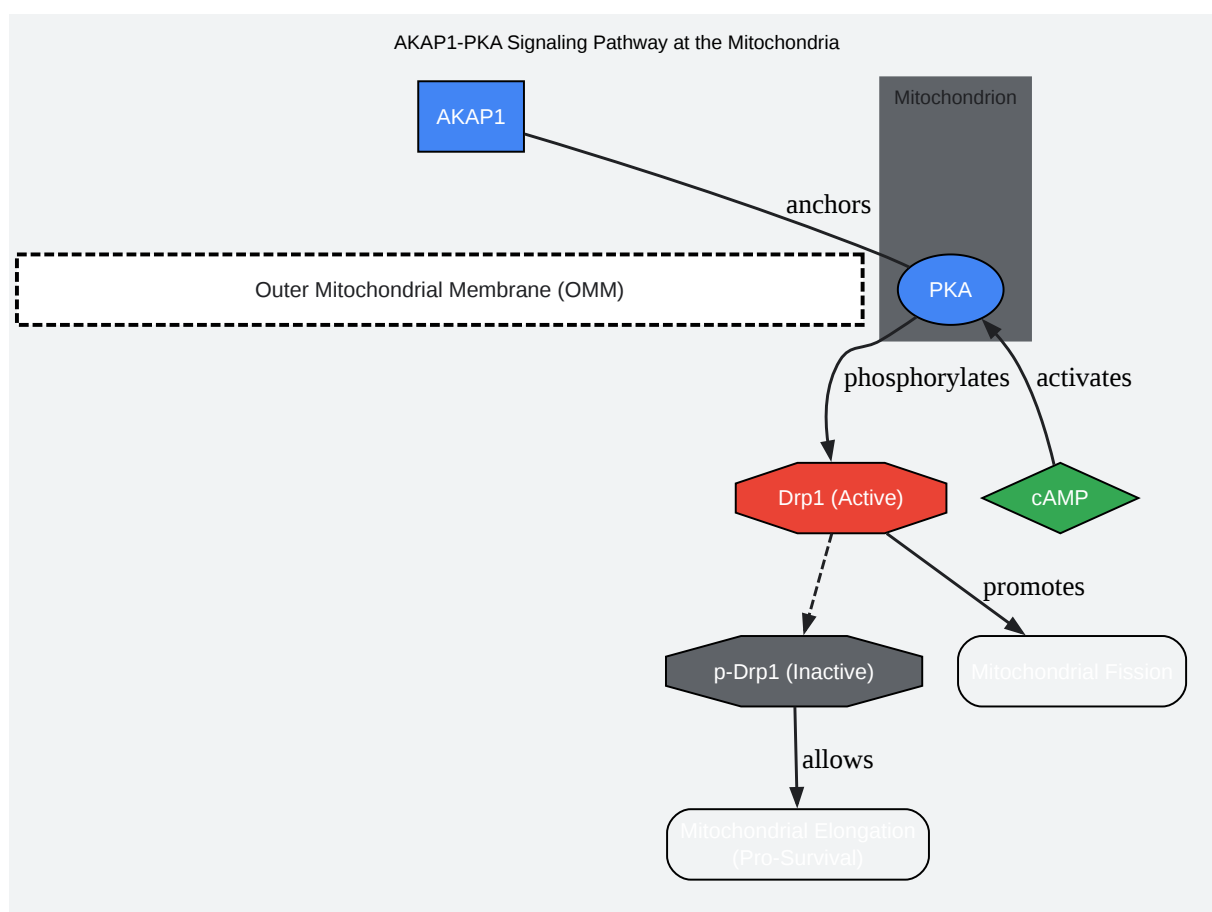 AKAP1-PKA Signaling Pathway at the Mitochondria
AKAP1
Mitochondrion
anchors
Outer Mitochondrial Membrane (OMM)
PKA
phosphorylates
activates
Drp1 (Active)
cAMP
promotes
p-Drp1 (Inactive)
Mitochondrial Fission
allows
Mitochondrial Elongation
(Pro-Survival)